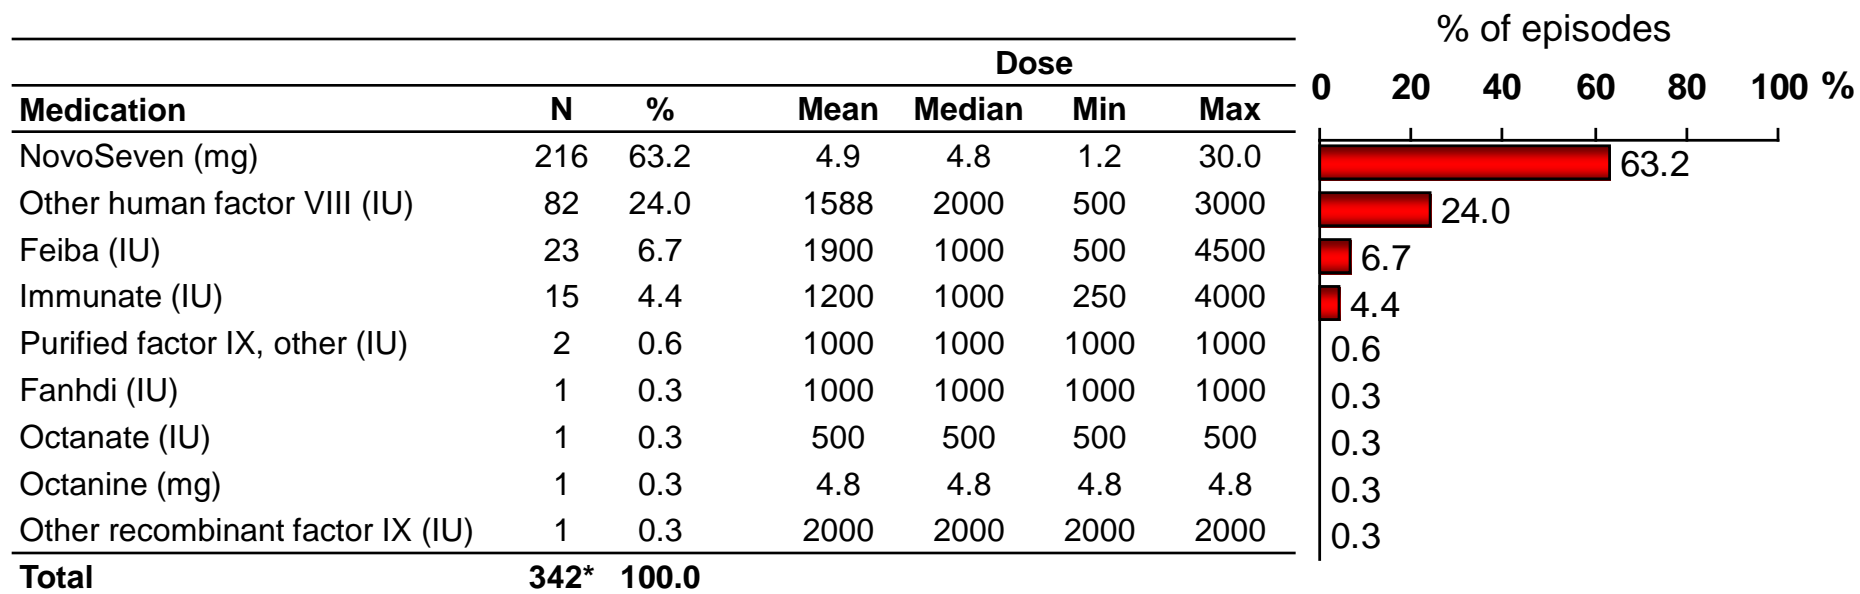 % of episodes
Dose
0 20 40 60 80 100 %
Medication N % Mean Median Min Max
NovoSeven (mg) 216 63.2 4.9 4.8 1.2 30.0 63.2
Other human factor VIII (IU) 82 24.0 1588 2000 500 3000 24.0
Feiba (IU) 23 6.7 1900 1000 500 4500 6.7
Immunate (IU) 15 4.4 1200 1000 250 4000 4.4
Purified factor IX, other (IU) 2 0.6 1000 1000 1000 1000 0.6
Fanhdi (IU) 1 0.3 1000 1000 1000 1000 0.3
Octanate (IU) 1 0.3 500 500 500 500 0.3
Octanine (mg) 1 0.3 4.8 4.8 4.8 4.8 0.3
Other recombinant factor IX (IU) 1 0.3 2000 2000 2000 2000 0.3
Total 342* 100.0